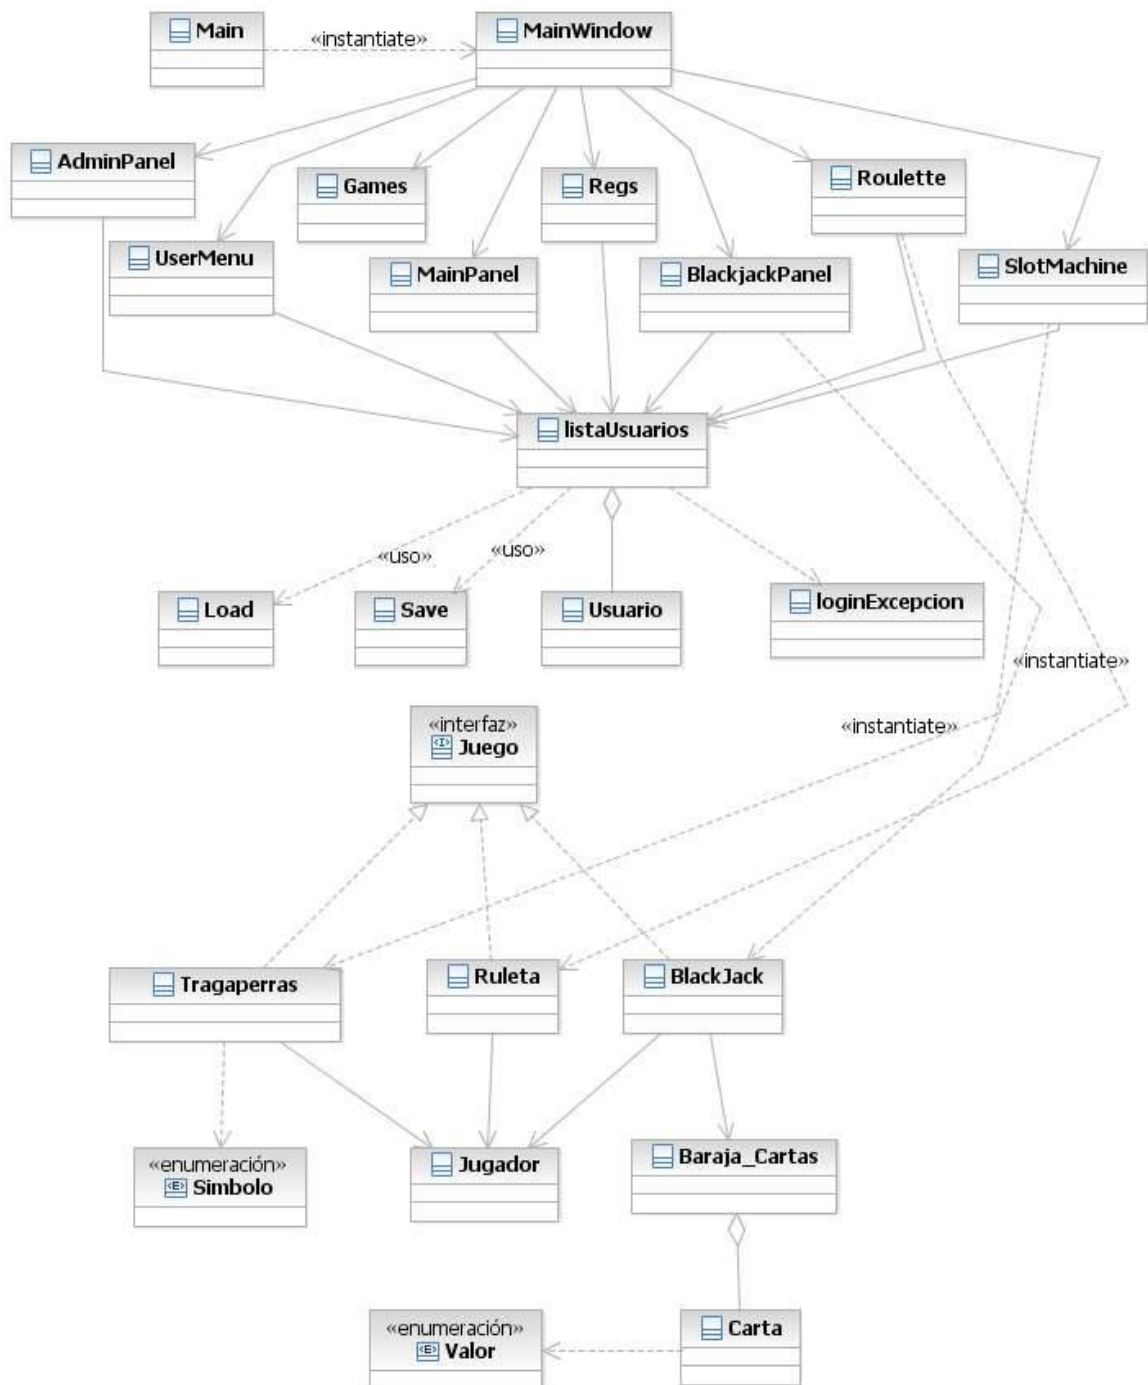 Main
«instantiate»
MainWindow
AdminPanel
Games
Regs
Roulette
UserMenu
MainPanel
BlackjackPanel
SlotMachine
listaUsuarios
«uso»
«uso»
Load
Save
Usuario
loginExcepcion
«instantiate»
«interfaz»
Juego
«instantiate»
Tragaperras
Ruleta
BlackJack
«enumeración»
Simbolo
Jugador
Baraja_Cartas
«enumeración»
Valor
Carta